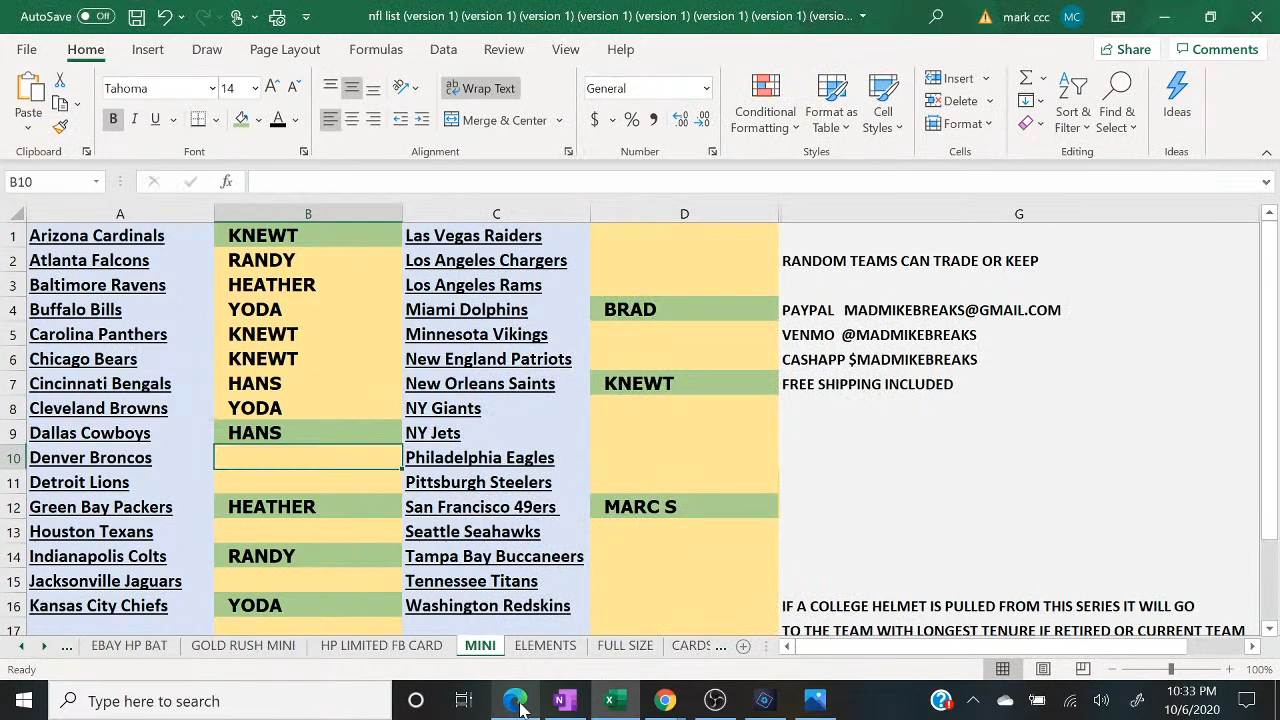 AutoSave Off nfl list (version 1) (version 1) (version 1) (version 1) (version 1) (versio... mark ccc MC
File Home Insert Draw Page Layout Formulas Data Review View Help Share Comments
Tahoma 14 A A ab Wrap Text General Insert
Paste B I U A Merge & Center $ % Conditional Formatting Format as Table Cell Styles Delete Format Sort & Filter Find & Select Ideas
Clipboard Font Alignment Number Styles Cells Editing Ideas
B10 fx
A B C D G
1 Arizona Cardinals KNEWT Las Vegas Raiders
2 Atlanta Falcons RANDY Los Angeles Chargers RANDOM TEAMS CAN TRADE OR KEEP
3 Baltimore Ravens HEATHER Los Angeles Rams
4 Buffalo Bills YODA Miami Dolphins BRAD PAYPAL MADMIKEBREAKS@GMAIL.COM
5 Carolina Panthers KNEWT Minnesota Vikings VENMO @MADMIKEBREAKS
6 Chicago Bears KNEWT New England Patriots CASHAPP $MADMIKEBREAKS
7 Cincinnati Bengals HANS New Orleans Saints KNEWT FREE SHIPPING INCLUDED
8 Cleveland Browns YODA NY Giants
9 Dallas Cowboys HANS NY Jets
10 Denver Broncos Philadelphia Eagles
11 Detroit Lions Pittsburgh Steelers
12 Green Bay Packers HEATHER San Francisco 49ers MARC S
13 Houston Texans Seattle Seahawks
14 Indianapolis Colts RANDY Tampa Bay Buccaneers
15 Jacksonville Jaguars Tennessee Titans
16 Kansas City Chiefs YODA Washington Redskins IF A COLLEGE HELMET IS PULLED FROM THIS SERIES IT WILL GO
17 TO THE TEAM WITH LONGEST TENURE IF RETIRED OR CURRENT TEAM
... EBAY HP BAT GOLD RUSH MINI HP LIMITED FB CARD MINI ELEMENTS FULL SIZE CARDS ...
Ready 100%
Type here to search 10:33 PM
10/6/2020